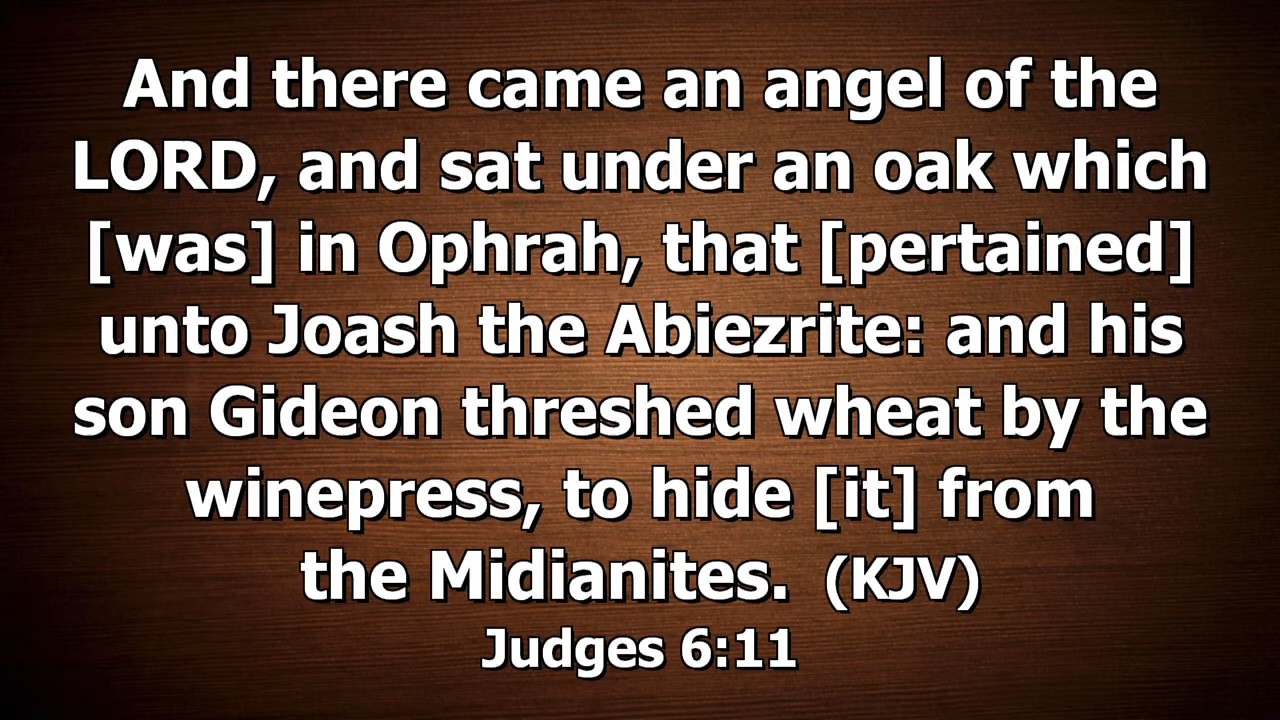 And there came an angel of the
LORD, and sat under an oak which
[was] in Ophrah, that [pertained]
unto Joash the Abiezrite: and his
son Gideon threshed wheat by the
winepress, to hide [it] from
the Midianites. (KJV)
Judges 6:11